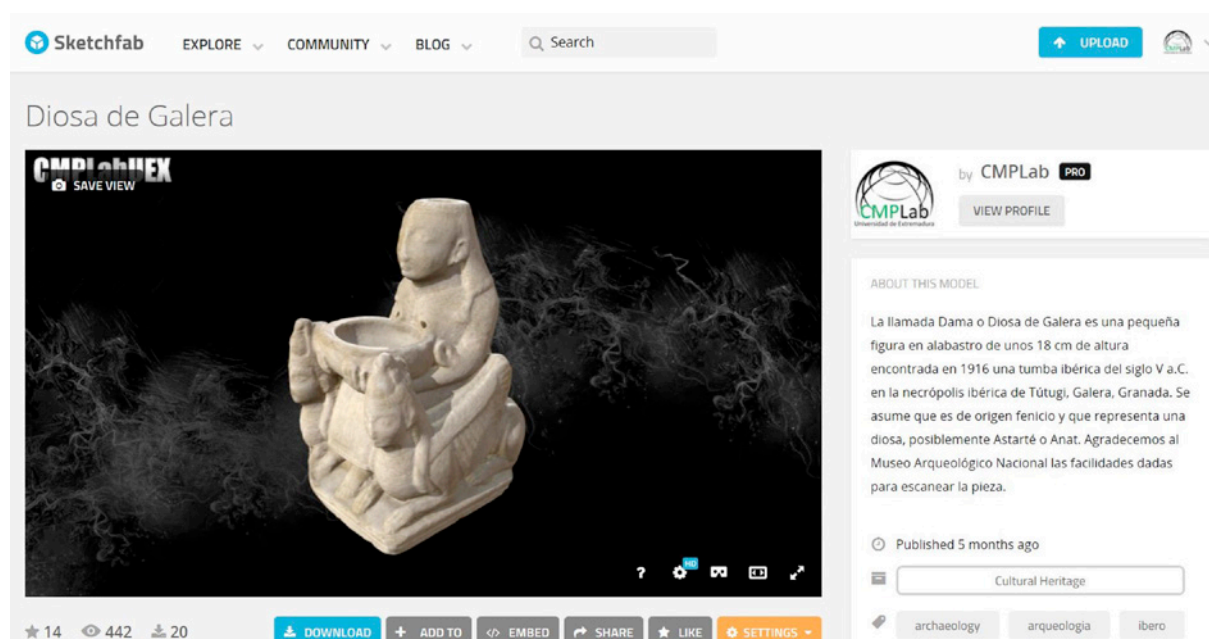 Sketchfab EXPLORE COMMUNITY BLOG Search UPLOAD
Diosa de Galera
CMPLabUEX
SAVE VIEW
by CMPLab PRO
VIEW PROFILE
CMPLab
Universidad de Extremadura
ABOUT THIS MODEL
La llamada Dama o Diosa de Galera es una pequeña
figura en alabastro de unos 18 cm de altura
encontrada en 1916 una tumba ibérica del siglo V a.C.
en la necrópolis ibérica de Tútugi, Galera, Granada. Se
asume que es de origen fenicio y que representa una
diosa, posiblemente Astarté o Anat. Agradecemos al
Museo Arqueológico Nacional las facilidades dadas
para escanear la pieza.
Published 5 months ago
Cultural Heritage
archaeology arqueologia ibero
? HD
14 442 20 DOWNLOAD + ADD TO </> EMBED SHARE LIKE SETTINGS